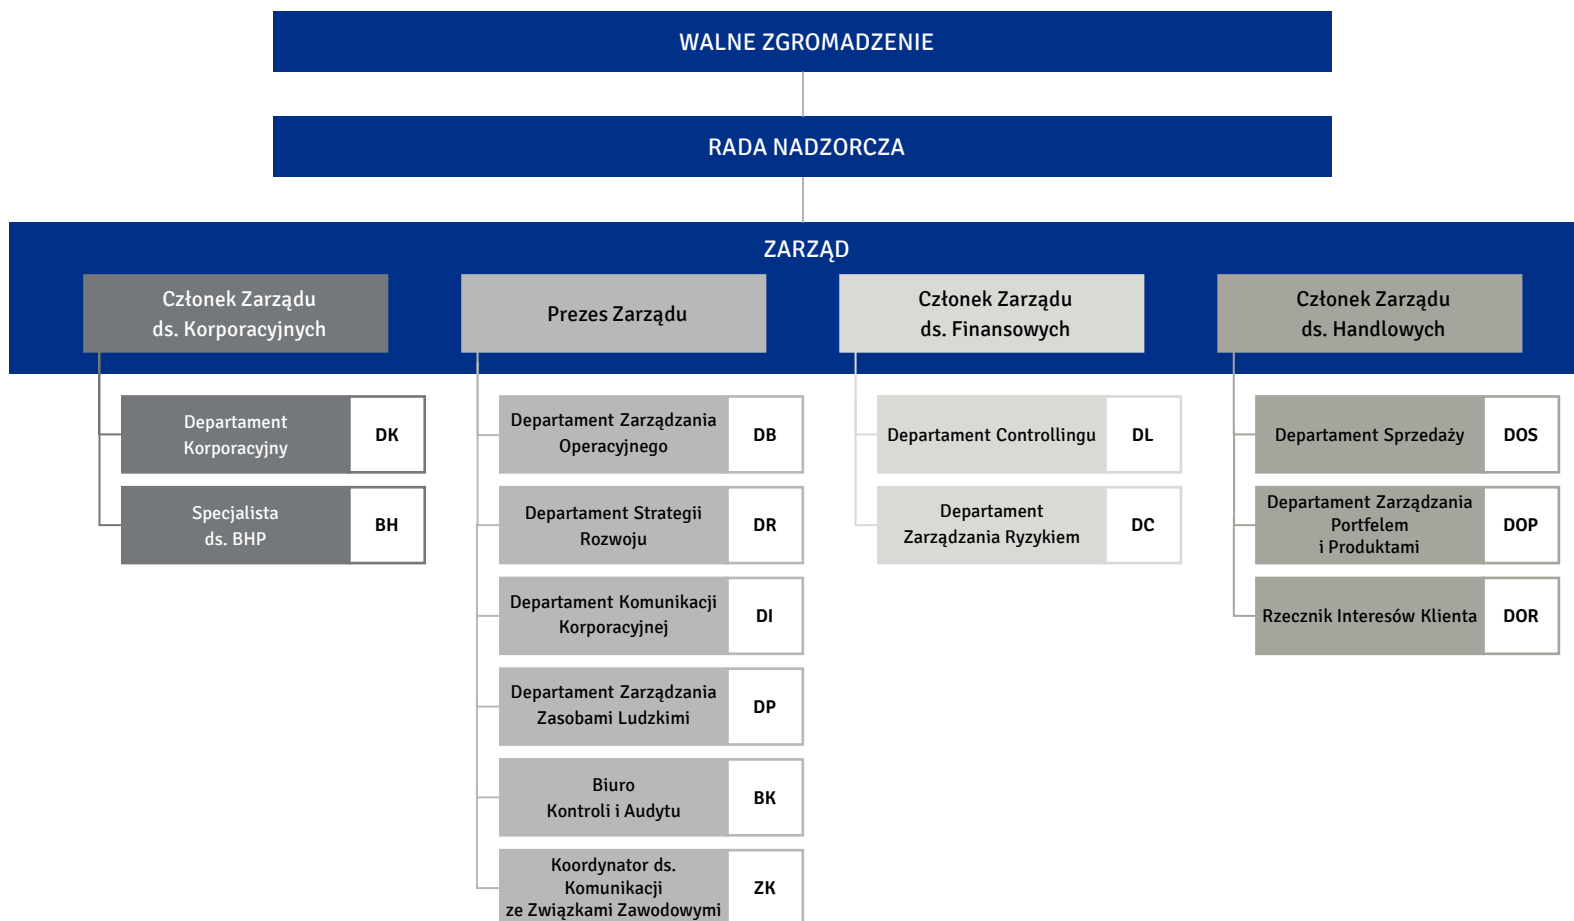 WALNE ZGROMADZENIE
RADA NADZORCZA
ZARZĄD
Członek Zarządu
ds. Korporacyjnych
Departament
Korporacyjny
DK
Specjalista
ds. BHP
BH
Prezes Zarządu
Departament Zarządzania
Operacyjnego
DB
Departament Strategii
Rozwoju
DR
Departament Komunikacji
Korporacyjnej
DI
Departament Zarządzania
Zasobami Ludzkimi
DP
Biuro
Kontroli i Audytu
BK
Koordynator ds.
Komunikacji
ze Związkami Zawodowymi
ZK
Członek Zarządu
ds. Finansowych
Departament Controllingu
DL
Departament
Zarządzania Ryzykiem
DC
Członek Zarządu
ds. Handlowych
Departament Sprzedaży
DOS
Departament Zarządzania
Portfelem
i Produktami
DOP
Rzecznik Interesów Klienta
DOR